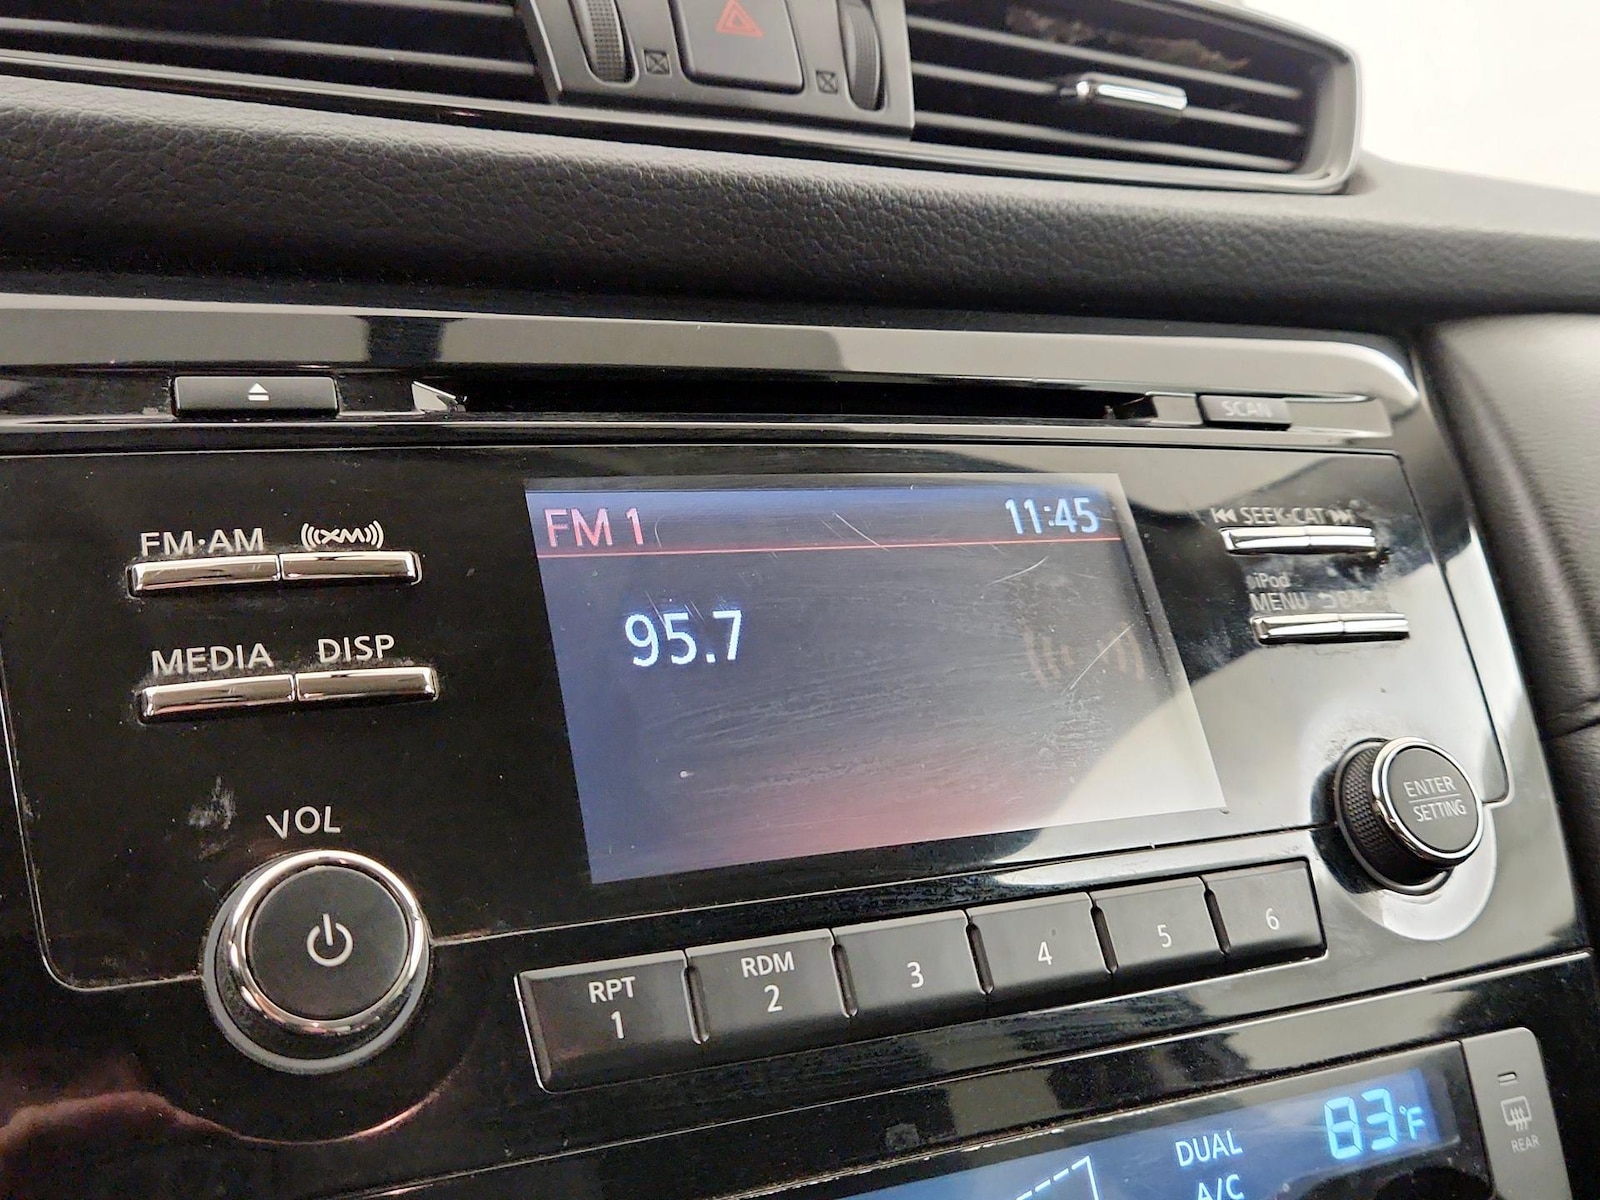 SCAN
FM 1 11:45
FM·AM XM
SEEK·CAT
95.7
iPod
MENU BACK
MEDIA DISP
VOL
ENTER
SETTING
RPT
1
RDM
2
3
4
5
6
DUAL
A/C
83°F
REAR